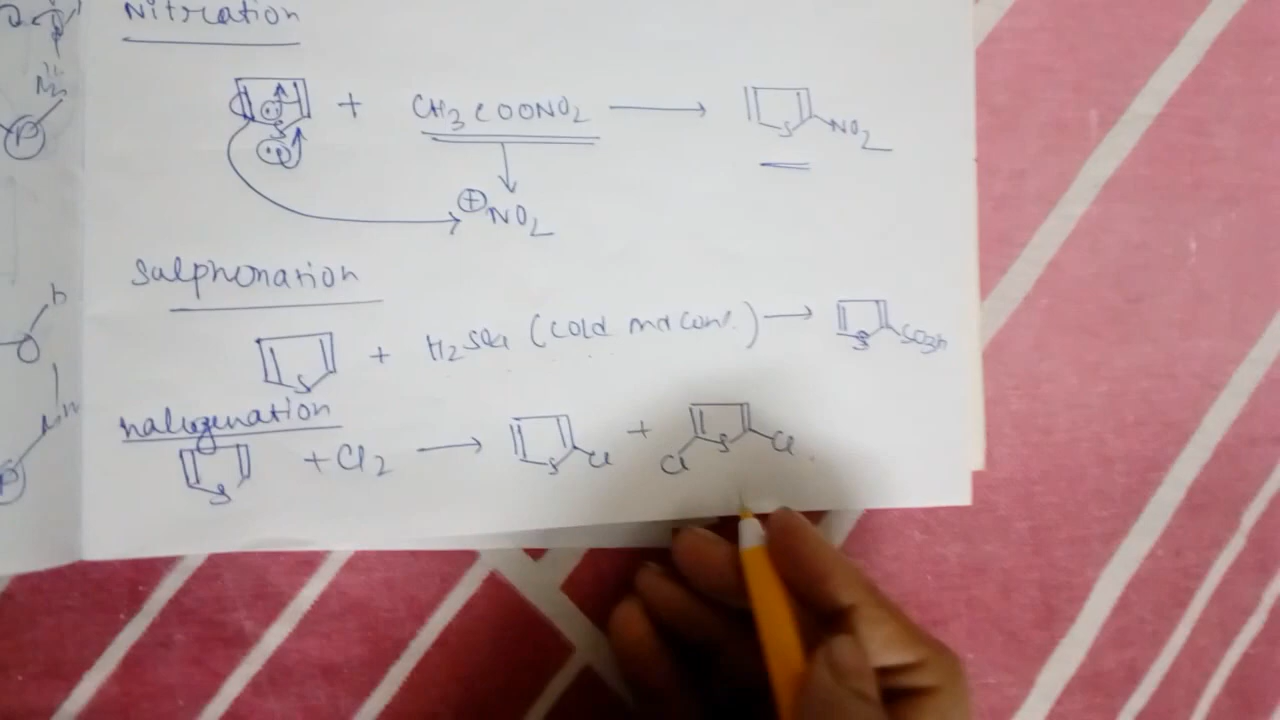 Nitration
S + CH3COONO2 → S NO2
⊕NO2
Sulphonation
S + H2SO4 (cold and conc.) → S SO3H
halogenation
S + Cl2 → S Cl + Cl S Cl